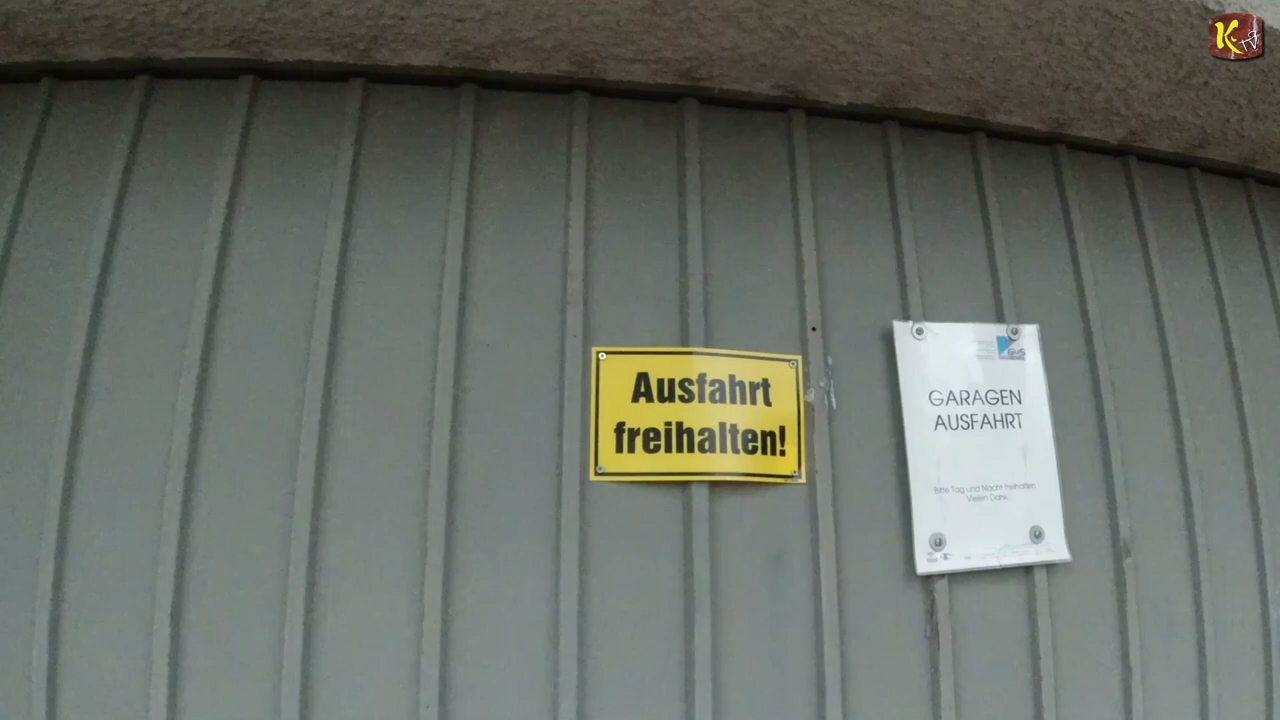 Ausfahrt
freihalten!
GARAGEN
AUSFAHRT
Bitte Tag und Nacht freihalten
Vielen Dank